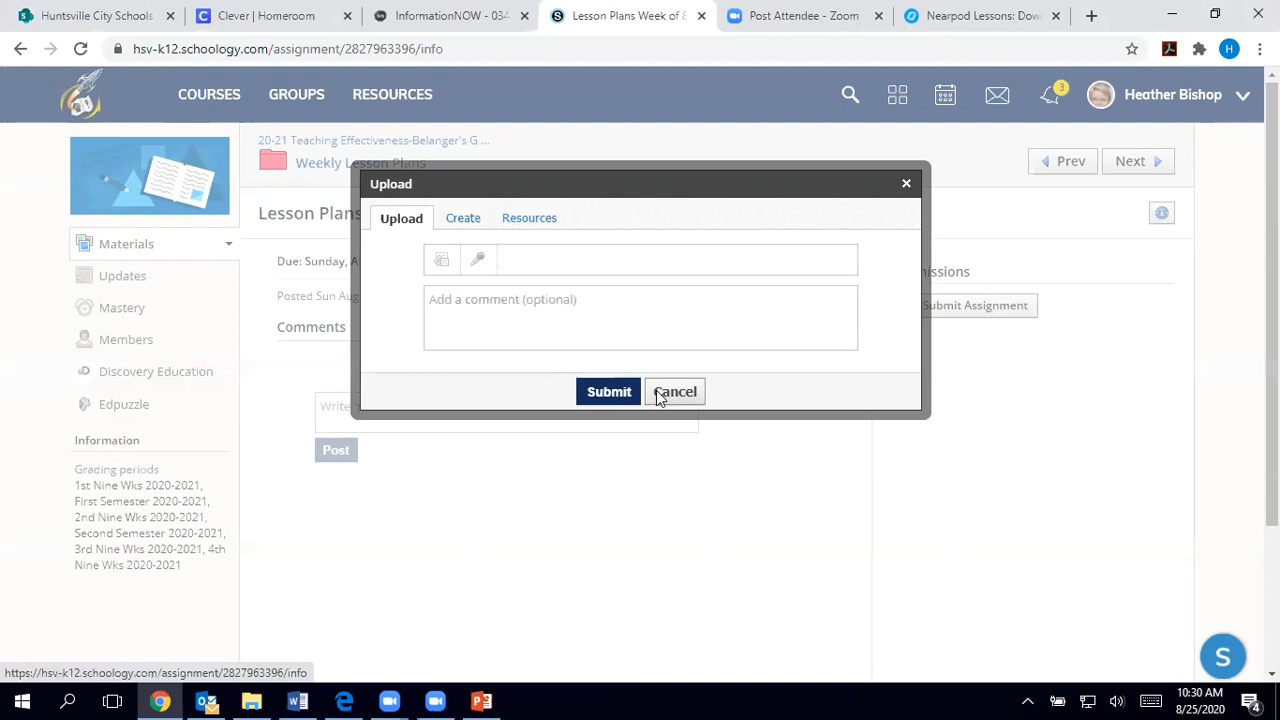 Huntsville City Schools
Clever | Homeroom
InformationNOW - 034
Lesson Plans Week of 8
Post Attendee - Zoom
Nearpod Lessons: Dow
hsv-k12.schoology.com/assignment/2827963396/info
H
COURSES
GROUPS
RESOURCES
3
Heather Bishop
20-21 Teaching Effectiveness-Belanger's G ...
Weekly Lesson Plans
Prev
Next
Upload
Upload
Create
Resources
Lesson Plans
Materials
Due: Sunday, A
Updates
Posted Sun Aug
Add a comment (optional)
Submit Assignment
Mastery
Comments
Members
Discovery Education
Submit
Cancel
Edpuzzle
Write
Information
Post
Grading periods
1st Nine Wks 2020-2021,
First Semester 2020-2021,
2nd Nine Wks 2020-2021,
Second Semester 2020-2021,
3rd Nine Wks 2020-2021, 4th
Nine Wks 2020-2021
S
https://hsv-k12.schoology.com/assignment/2827963396/info
10:30 AM
8/25/2020
4